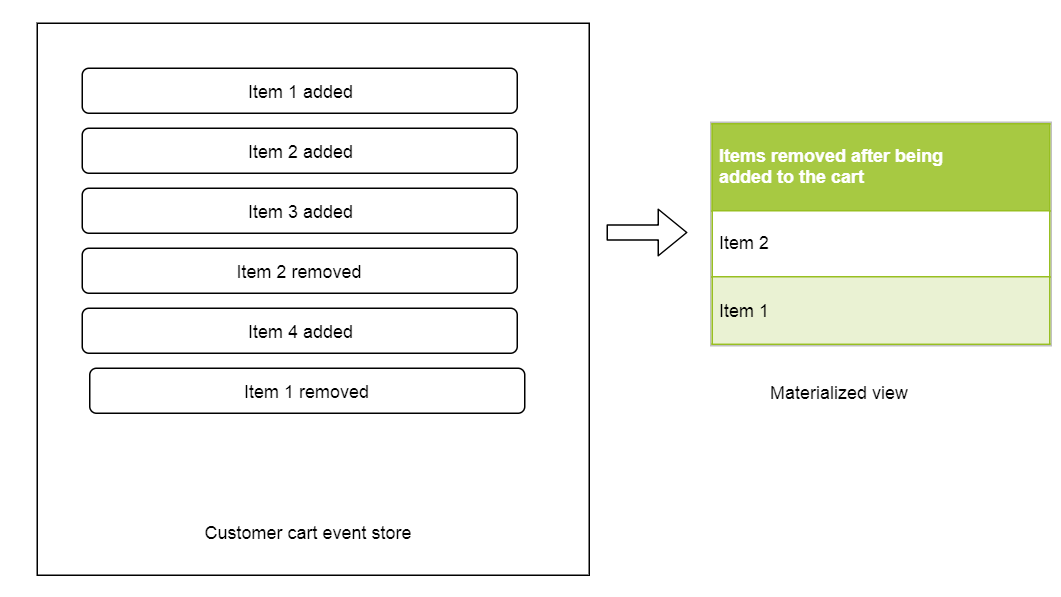 Item 1 added
Item 2 added
Item 3 added
Item 2 removed
Item 4 added
Item 1 removed
Customer cart event store
Items removed after being
added to the cart
Item 2
Item 1
Materialized view